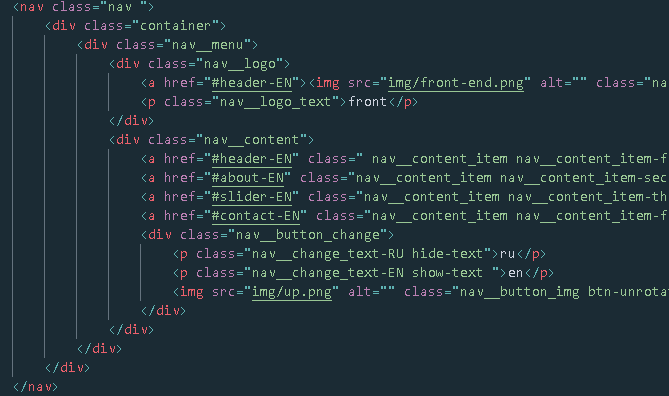 <nav class="nav ">
<div class="container">
<div class="nav__menu">
<div class="nav__logo">
<a href="#header-EN"><img src="img/front-end.png" alt="" class="na
<p class="nav__logo_text">front</p>
</div>
<div class="nav__content">
<a href="#header-EN" class=" nav__content_item nav__content_item-f
<a href="#about-EN" class="nav__content_item nav__content_item-sec
<a href="#slider-EN" class="nav__content_item nav__content_item-th
<a href="#contact-EN" class="nav__content_item nav__content_item-f
<div class="nav__button_change">
<p class="nav__change_text-RU hide-text">ru</p>
<p class="nav__change_text-EN show-text ">en</p>
<img src="img/up.png" alt="" class="nav__button_img btn-unrota
</div>
</div>
</div>
</div>
</nav>